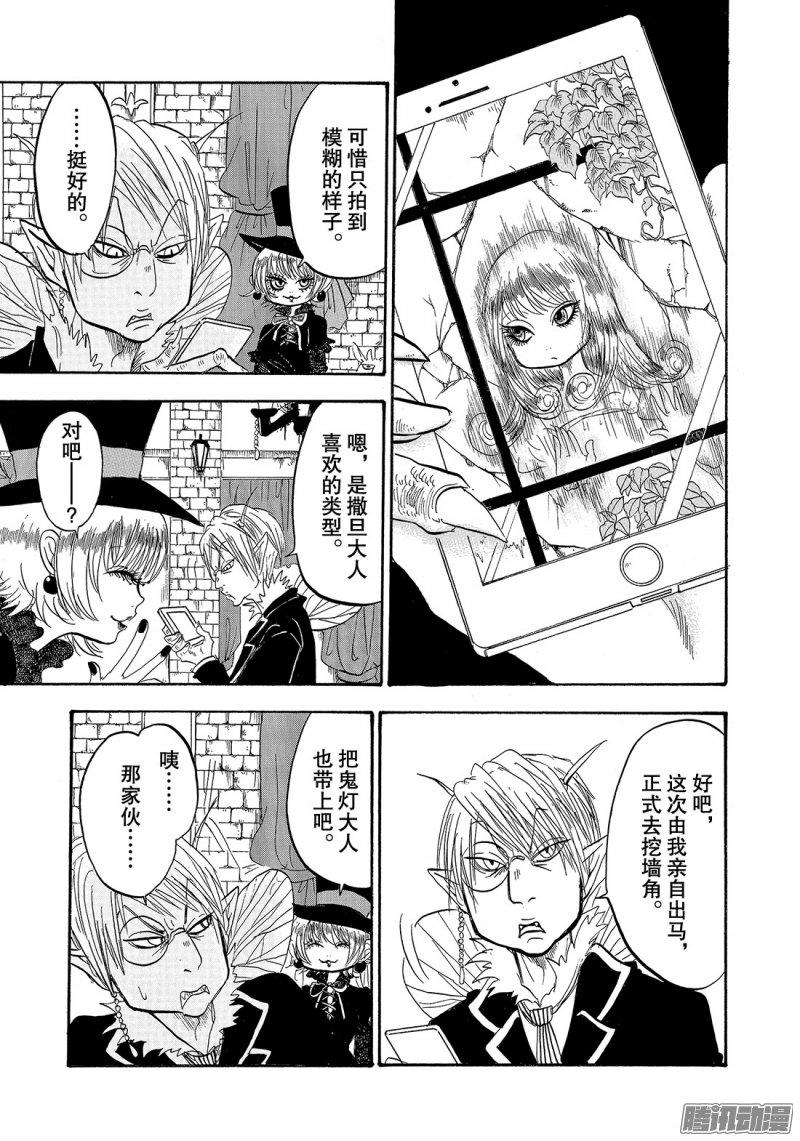 可惜只拍到
模糊的样子。
……
挺好的。
嗯，是撒旦大人
喜欢的类型。
对吧——?
好吧，
这次由我亲自出马，
正式去挖墙角。
把鬼灯大人
也带上吧。
咦……
那家伙……
腾讯动漫